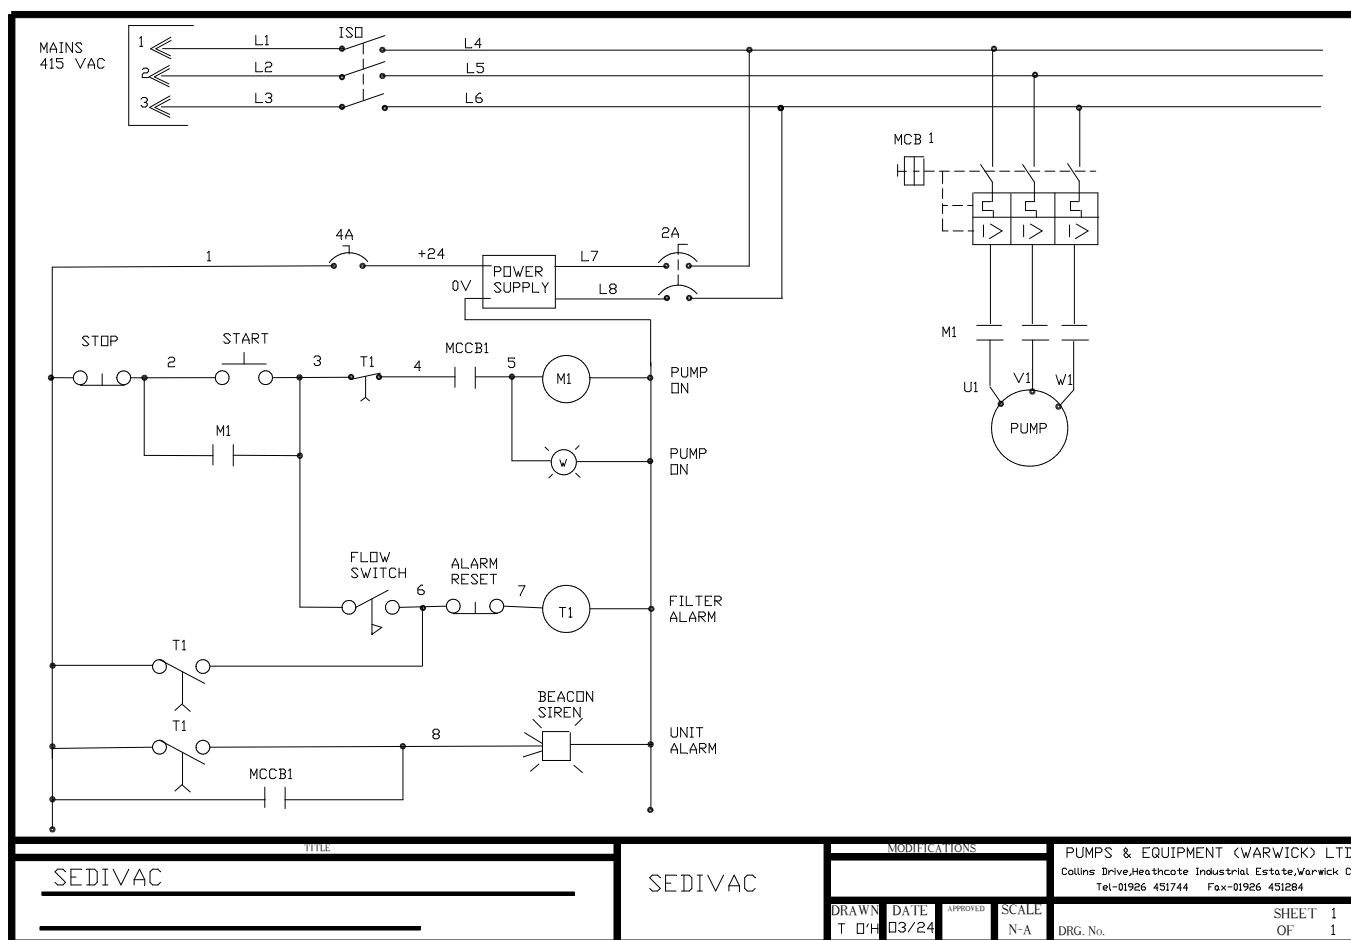 MAINS
415 VAC
1
2
3
L1
L2
L3
ISO
L4
L5
L6
MCB 1
I>
I>
I>
M1
U1
V1
W1
PUMP
1
4A
+24
0V
POWER
SUPPLY
L7
L8
2A
STOP
2
START
3
T1
4
MCCB1
5
M1
PUMP
ON
M1
W
PUMP
ON
FLOW
SWITCH
6
ALARM
RESET
7
T1
FILTER
ALARM
T1
T1
8
BEACON
SIREN
UNIT
ALARM
MCCB1
TITLE
SEDIVAC
SEDIVAC
MODIFICATIONS
DRAWN
T O'H
DATE
03/24
APPROVED
SCALE
N-A
PUMPS & EQUIPMENT (WARWICK) LTD
Collins Drive,Heathcote Industrial Estate,Warwick C
Tel-01926 451744 Fax-01926 451284
DRG. No.
SHEET 1
OF 1